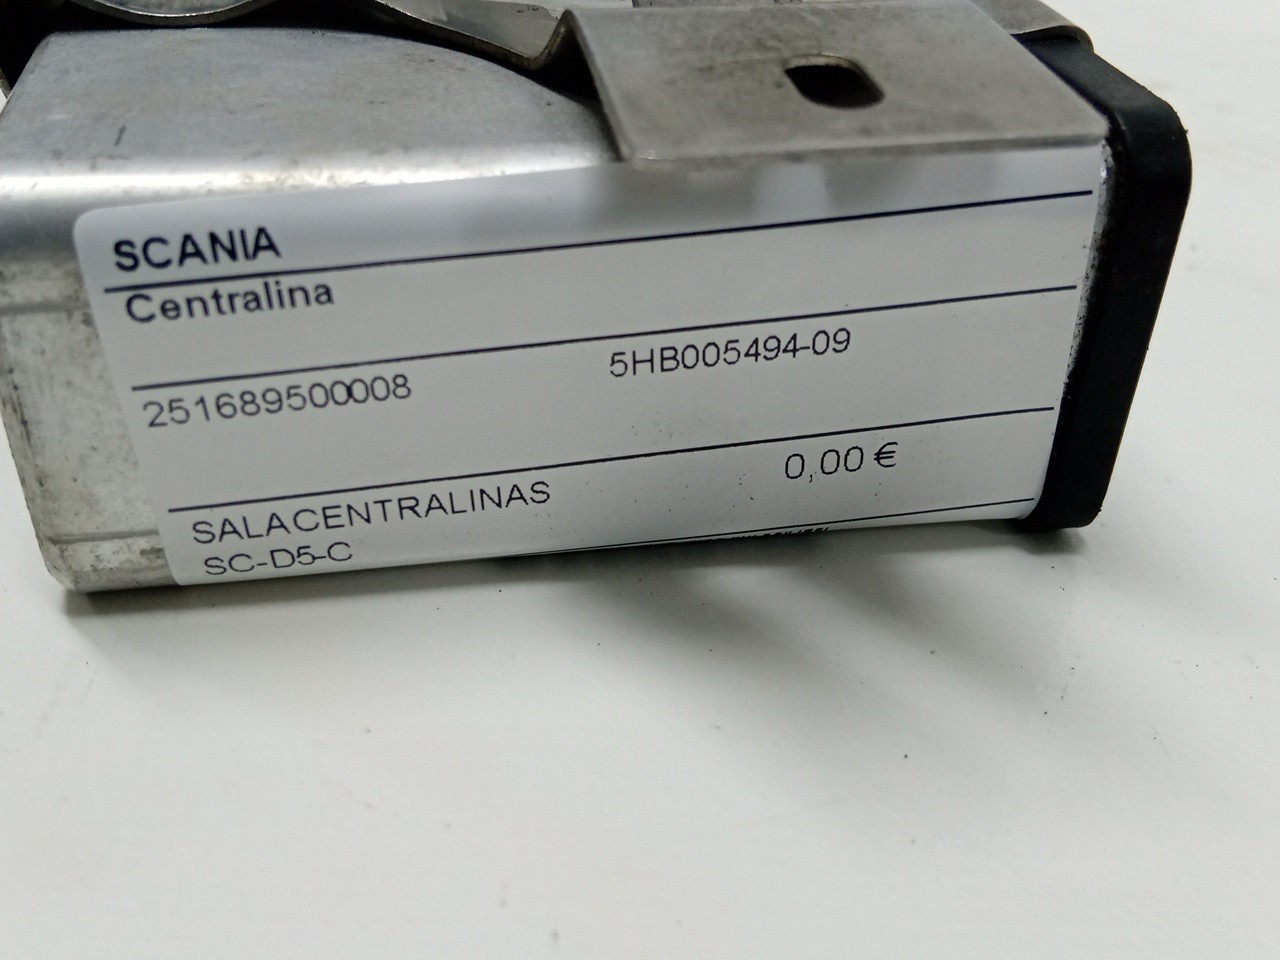 SCANIA
Centralina
251689500008 5HB005494-09
SALACENTRALINAS 0,00 €
SC-D5-C